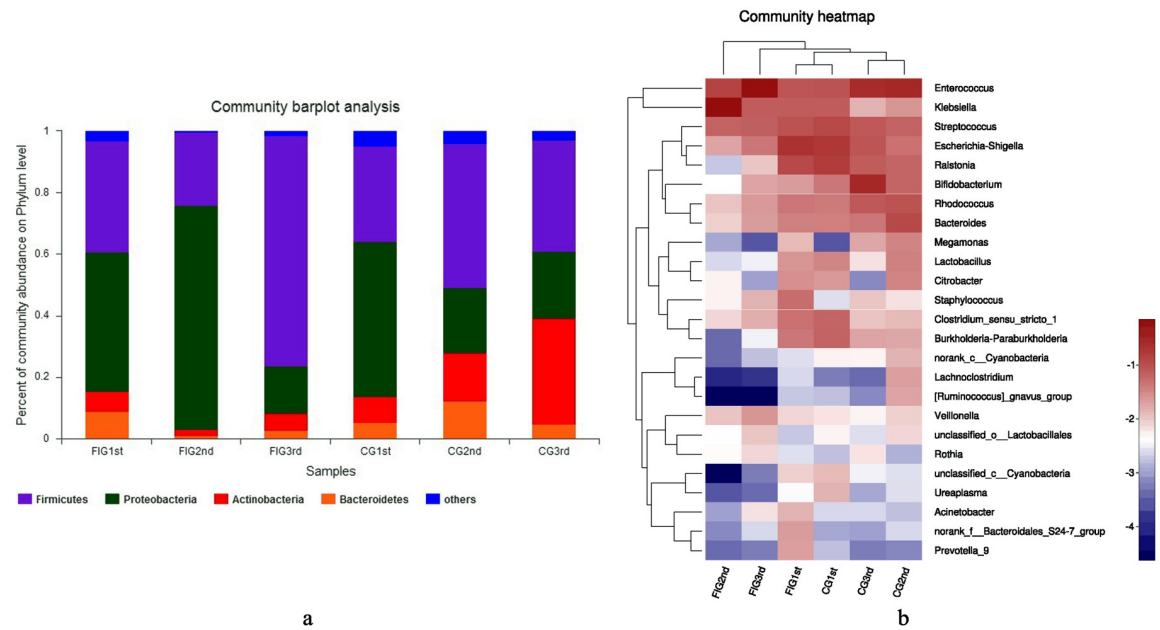 Community barplot analysis
Percent of community abundance on Phylum level
1
0.8
0.6
0.4
0.2
0
FIG1st
FIG2nd
FIG3rd
CG1st
CG2nd
CG3rd
Samples
Firmicutes
Proteobacteria
Actinobacteria
Bacteroidetes
others
a
Community heatmap
Enterococcus
Klebsiella
Streptococcus
Escherichia-Shigella
Ralstonia
Bifidobacterium
Rhodococcus
Bacteroides
Megamonas
Lactobacillus
Citrobacter
Staphylococcus
Clostridium_sensu_stricto_1
Burkholderia-Paraburkholderia
norank_c__Cyanobacteria
Lachnoclostridium
[Ruminococcus]_gnavus_group
Veillonella
unclassified_o__Lactobacillales
Rothia
unclassified_c__Cyanobacteria
Ureaplasma
Acinetobacter
norank_f__Bacteroidales_S24-7_group
Prevotella_9
FIG2nd
FIG3rd
FIG1st
CG1st
CG3rd
CG2nd
-1
-2
-3
-4
b